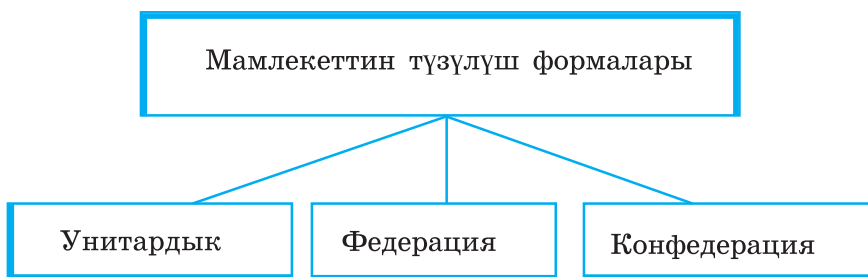 Мамлекеттин түзүлүш формалары
Унитардык
Федерация
Конфедерация